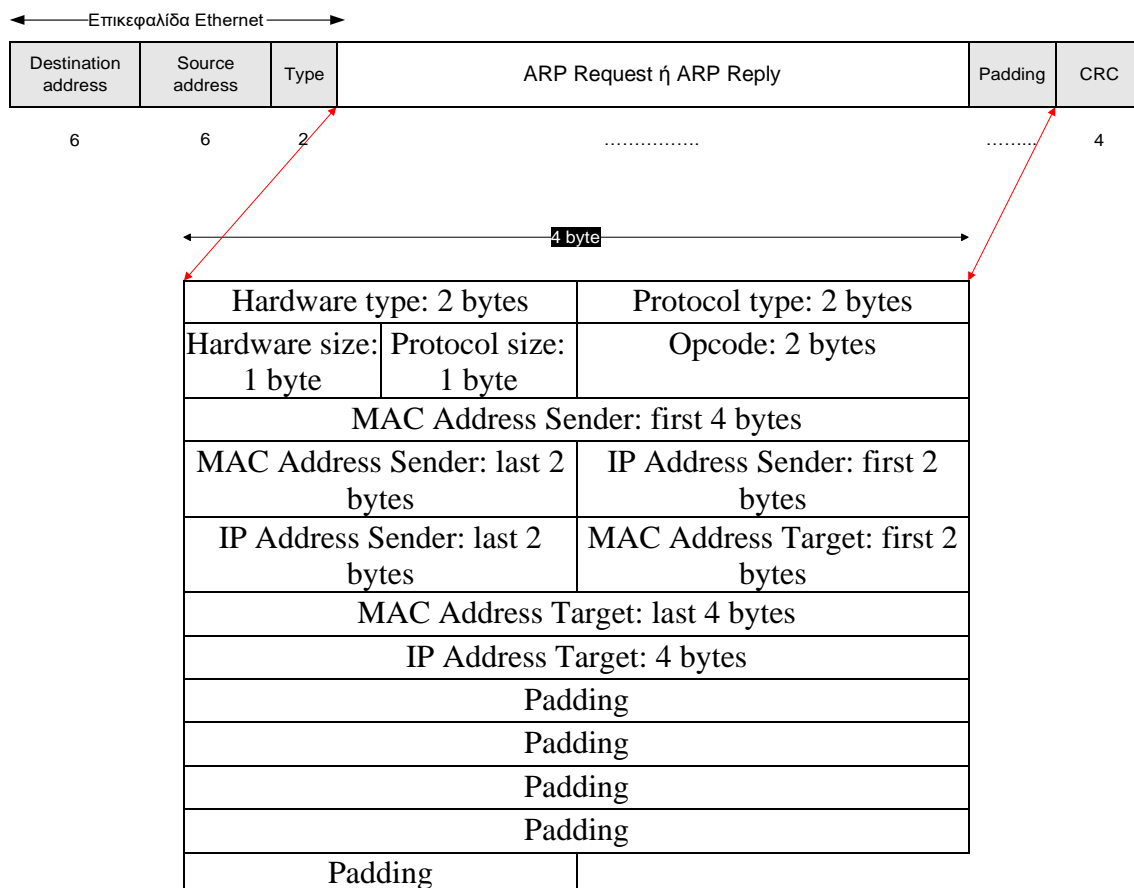 Επικεφαλίδα Ethernet
Destination address
Source address
Type
ARP Request ή ARP Reply
Padding
CRC
6
6
2
................
.........
4
4 byte
Hardware type: 2 bytes
Protocol type: 2 bytes
Hardware size: 1 byte
Protocol size: 1 byte
Opcode: 2 bytes
MAC Address Sender: first 4 bytes
MAC Address Sender: last 2 bytes
IP Address Sender: first 2 bytes
IP Address Sender: last 2 bytes
MAC Address Target: first 2 bytes
MAC Address Target: last 4 bytes
IP Address Target: 4 bytes
Padding
Padding
Padding
Padding
Padding